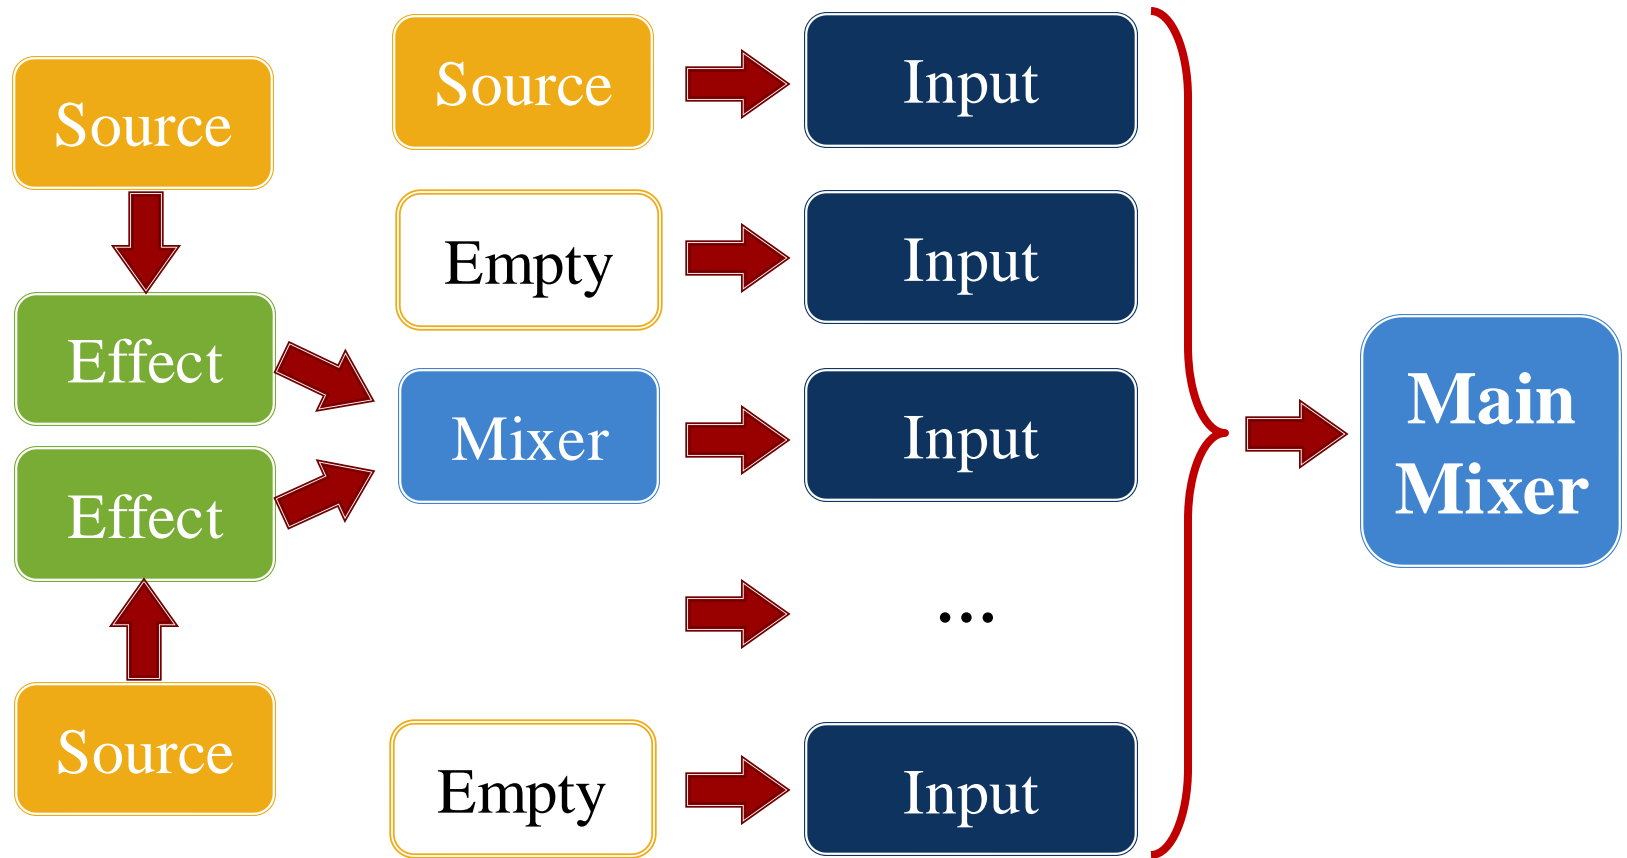 Source
Input
Source
Empty
Input
Effect
Mixer
Input
Main
Mixer
Effect
...
Source
Empty
Input